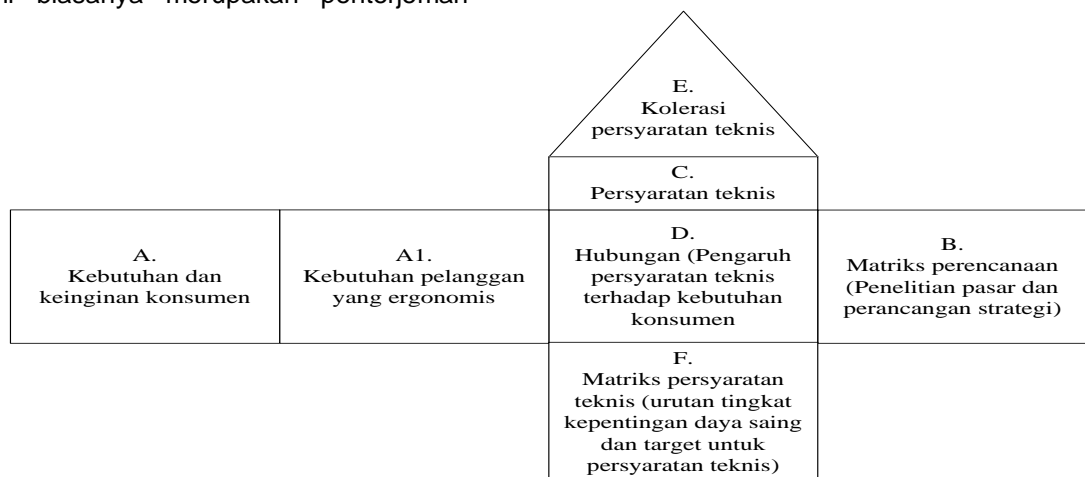 biasanya merupakan
E.
Kolerasi
persyaratan teknis
C.
Persyaratan teknis
A.
Kebutuhan dan
keinginan konsumen
A1.
Kebutuhan pelanggan
yang ergonomis
D.
Hubungan (Pengaruh
persyaratan teknis
terhadap kebutuhan
konsumen
B.
Matriks perencanaan
(Penelitian pasar dan
perancangan strategi)
F.
Matriks persyaratan
teknis (urutan tingkat
kepentingan daya saing
dan target untuk
persyaratan teknis)